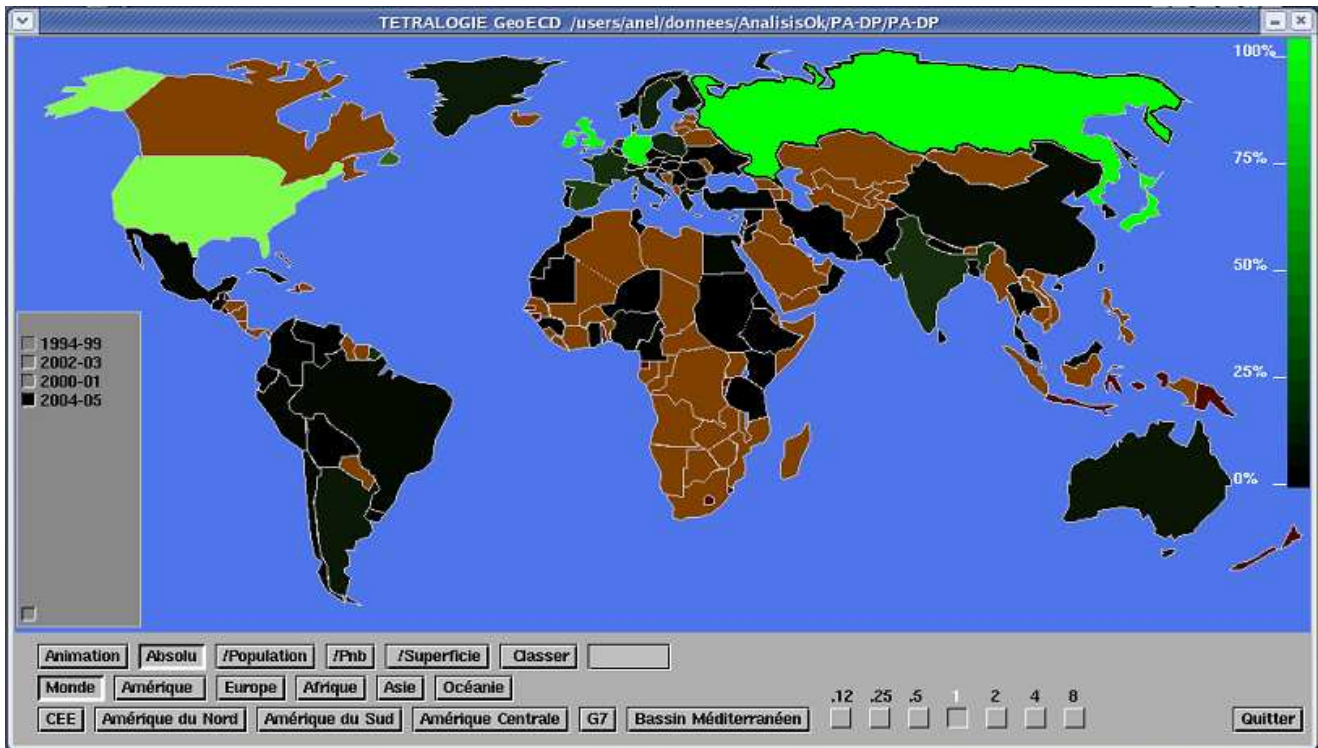 TETRALOGIE GeoECD /users/anel/donnees/AnalisisOk/PA-DP/PA-DP
100%
75%
50%
25%
0%
1994-99
2002-03
2000-01
2004-05
Animation Absolu /Population /Pnb /Superficie Classer
Monde Amérique Europe Afrique Asie Océanie
.12 .25 .5 1 2 4 8
CEE Amérique du Nord Amérique du Sud Amérique Centrale G7 Bassin Méditerranéen Quitter